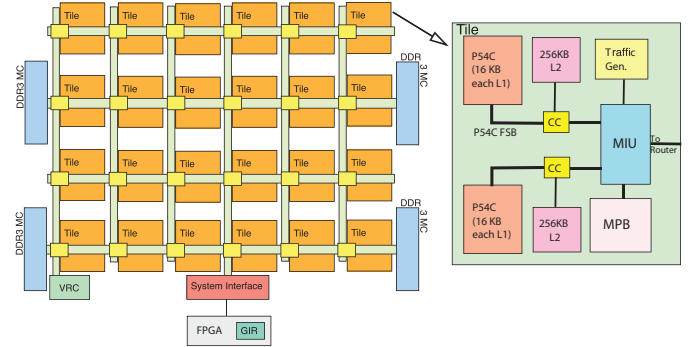 Tile
Tile
Tile
Tile
Tile
Tile
DDR3 MC
Tile
Tile
Tile
Tile
Tile
Tile
DDR
3 MC
Tile
Tile
Tile
Tile
Tile
Tile
DDR3 MC
Tile
Tile
Tile
Tile
Tile
Tile
DDR
3 MC
VRC
System Interface
FPGA
GIR
Tile
P54C
(16 KB
each L1)
256KB
L2
Traffic
Gen.
CC
P54C FSB
MIU
To
Router
CC
P54C
(16 KB
each L1)
256KB
L2
MPB